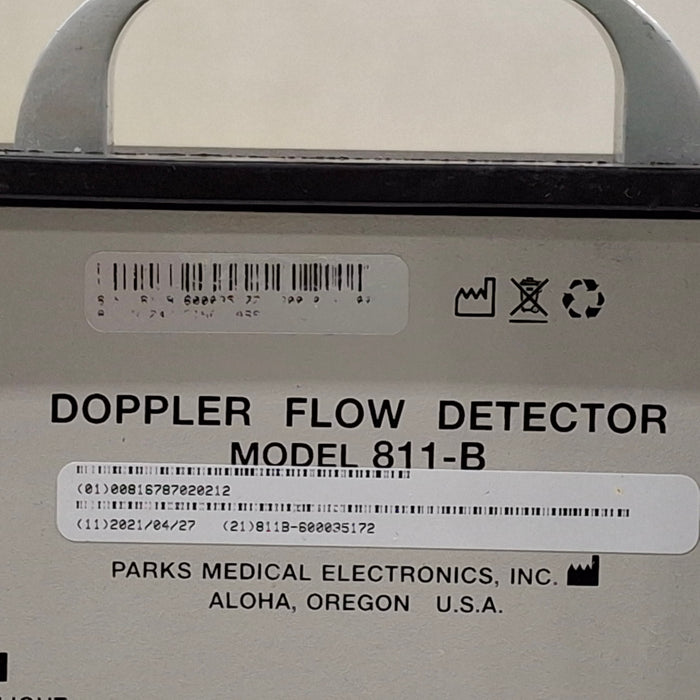 DOPPLER FLOW DETECTOR
MODEL 811-B
(01)00816787020212
(11)2021/04/27 (21)811B-600035172
PARKS MEDICAL ELECTRONICS, INC.
ALOHA, OREGON U.S.A.